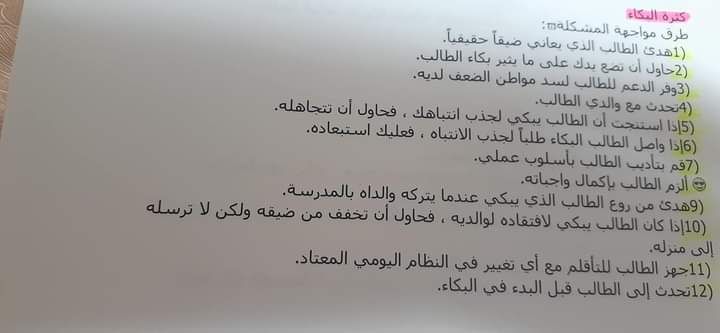 كثرة البكاء
طرق مواجهة المشكلة:
1)هدئ الطالب الذي يعاني ضيقاً حقيقياً.
2)حاول أن تضع يدك على ما يثير بكاء الطالب.
3)وفر الدعم للطالب لسد مواطن الضعف لديه.
4)تحدث مع والدي الطالب.
5)إذا استنتجت أن الطالب يبكي لجذب انتباهك ، فحاول أن تتجاهله.
6)إذا واصل الطالب البكاء طلباً لجذب الانتباه ، فعليك استبعاده.
7)قم بتأديب الطالب بأسلوب عملي.
😎 ألزم الطالب بإكمال واجباته.
9)هدئ من روع الطالب الذي يبكي عندما يتركه والداه بالمدرسة.
10)إذا كان الطالب يبكي لافتقاده لوالديه ، فحاول أن تخفف من ضيقه ولكن لا ترسله
إلى منزله.
11)جهز الطالب للتأقلم مع أي تغيير في النظام اليومي المعتاد.
12)تحدث إلى الطالب قبل البدء في البكاء.